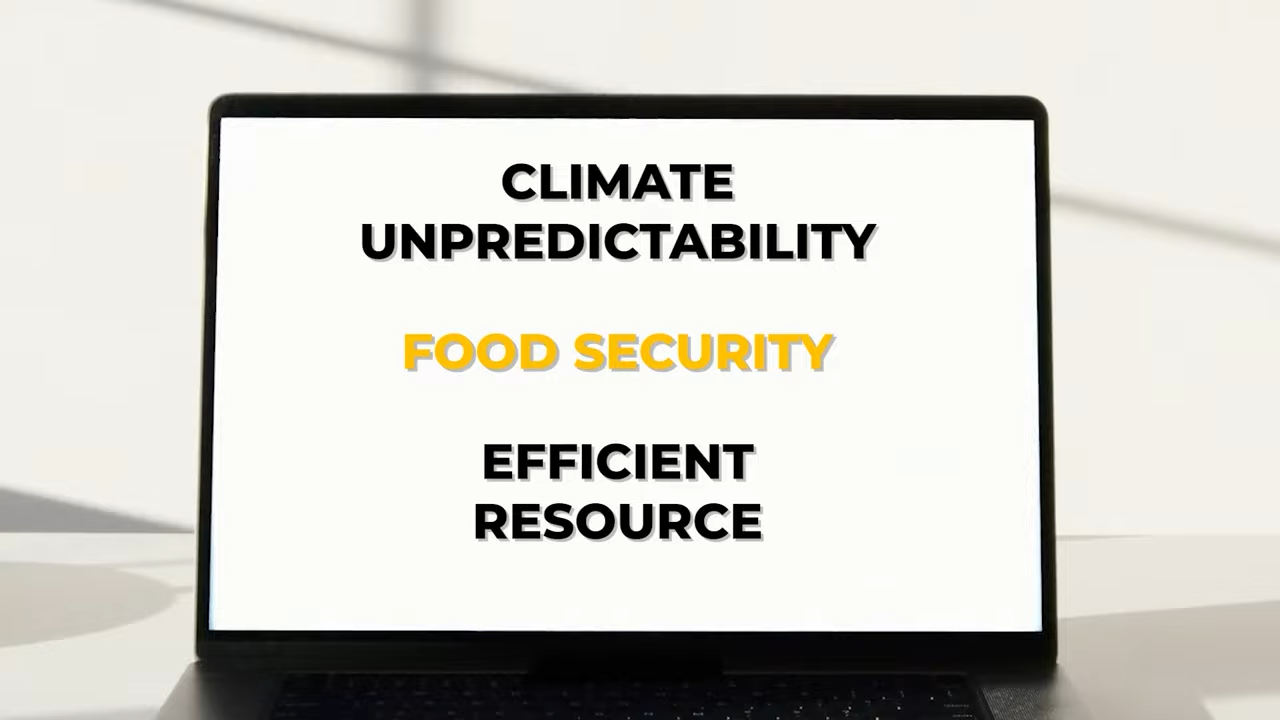 CLIMATE
UNPREDICTABILITY
FOOD SECURITY
EFFICIENT
RESOURCE